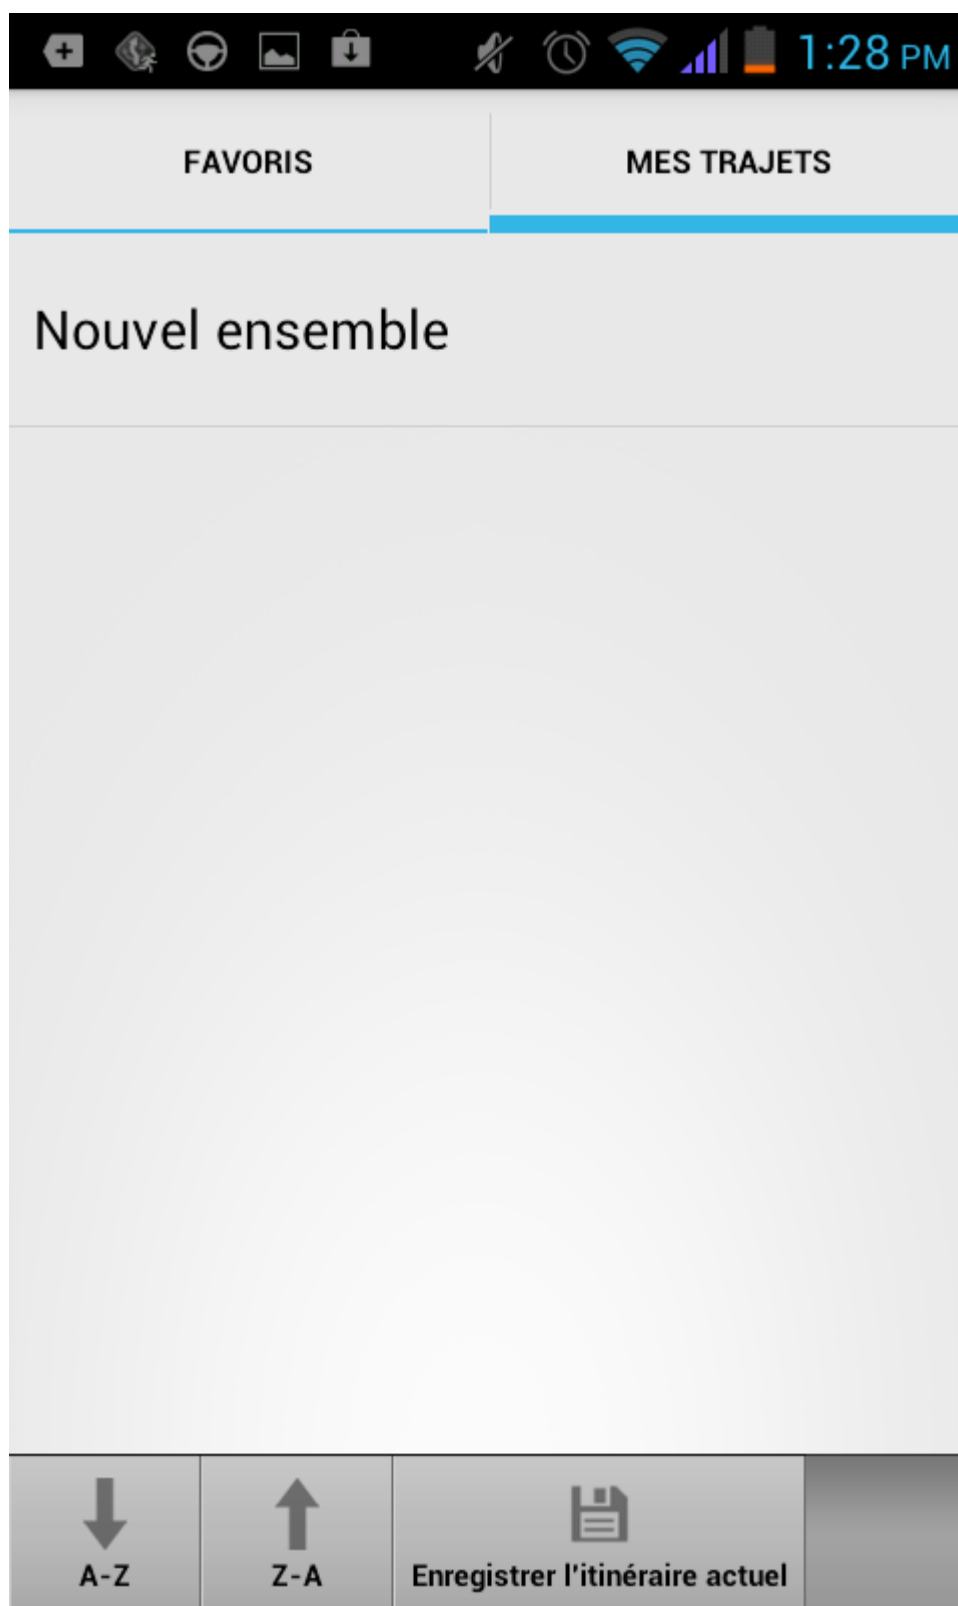 1:28 PM
FAVORIS
MES TRAJETS
Nouvel ensemble
A-Z
Z-A
Enregistrer l'itinéraire actuel